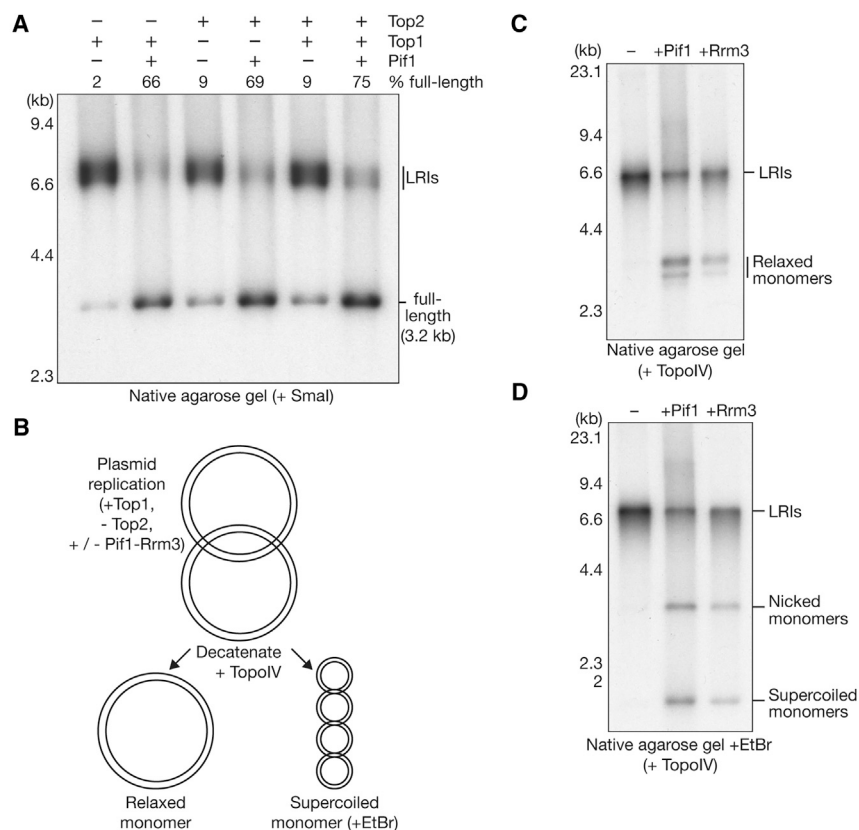 A
– – + + + + Top2
+ + – – + + Top1
– + – + – + Pif1
2 66 9 69 9 75 % full-length
(kb)
9.4
6.6
4.4
2.3
LRIs
full-
length
(3.2 kb)
Native agarose gel (+ SmaI)
B
Plasmid
replication
(+Top1,
- Top2,
+ / - Pif1-Rrm3)
Decatenate
+ TopoIV
Relaxed
monomer
Supercoiled
monomer (+EtBr)
C
(kb) – +Pif1 +Rrm3
23.1
9.4
6.6
4.4
2.3
LRIs
Relaxed
monomers
Native agarose gel
(+ TopoIV)
D
(kb) – +Pif1 +Rrm3
23.1
9.4
6.6
4.4
2.3
2
LRIs
Nicked
monomers
Supercoiled
monomers
Native agarose gel +EtBr
(+ TopoIV)